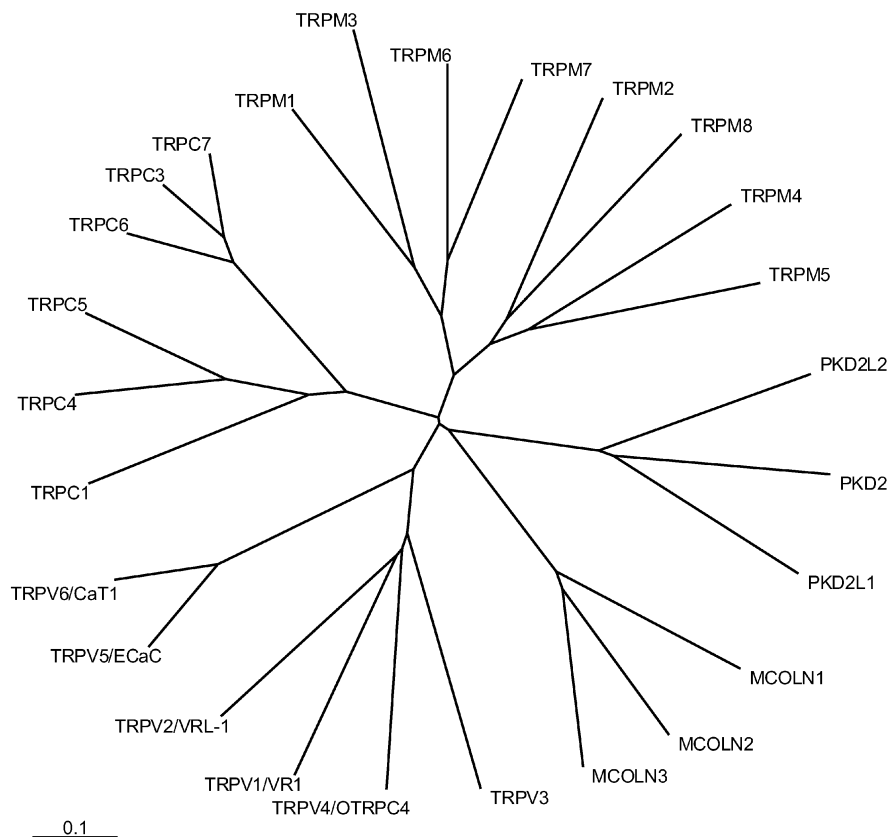 TRPM3
TRPM6
TRPM7
TRPM2
TRPM1
TRPM8
TRPC7
TRPC3
TRPM4
TRPC6
TRPM5
TRPC5
PKD2L2
TRPC4
PKD2
TRPC1
PKD2L1
TRPV6/CaT1
TRPV5/ECaC
MCOLN1
TRPV2/VRL-1
MCOLN2
MCOLN3
TRPV1/VR1
TRPV3
TRPV4/OTRPC4
0.1